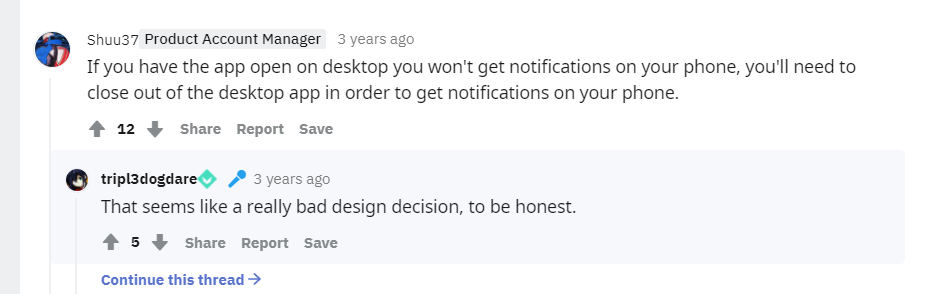 Shuu37 Product Account Manager 3 years ago
If you have the app open on desktop you won't get notifications on your phone, you'll need to
close out of the desktop app in order to get notifications on your phone.
12 Share Report Save
tripl3dogdare 3 years ago
That seems like a really bad design decision, to be honest.
5 Share Report Save
Continue this thread